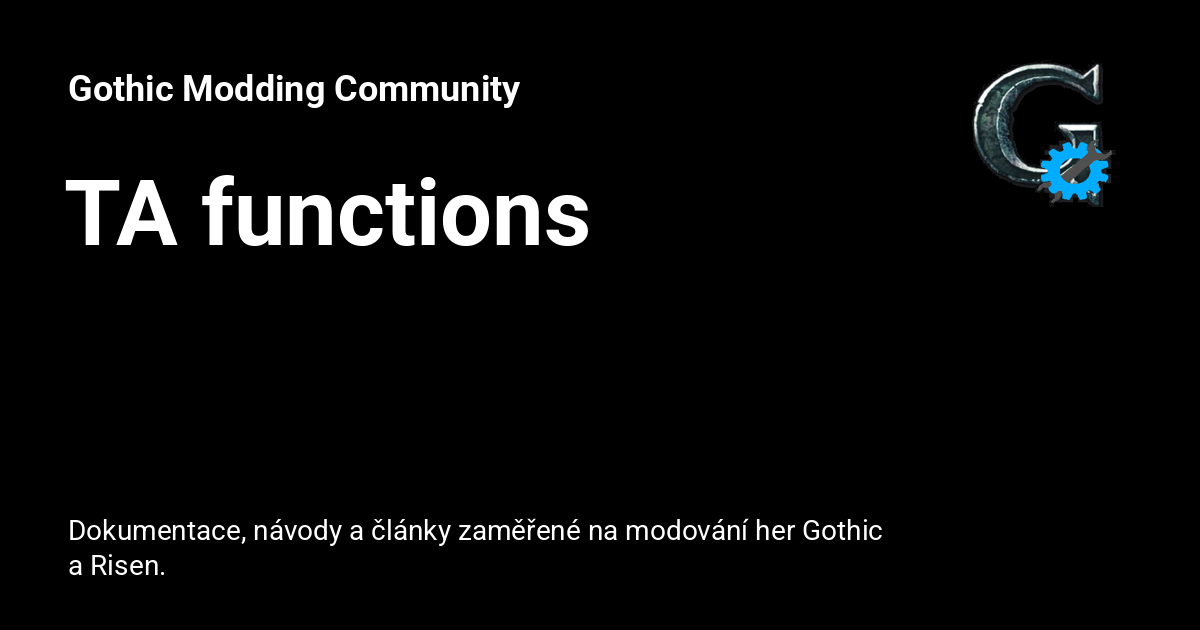 Gothic Modding Community
TA functions
Dokumentace, návody a články zaměřené na modování her Gothic
a Risen.